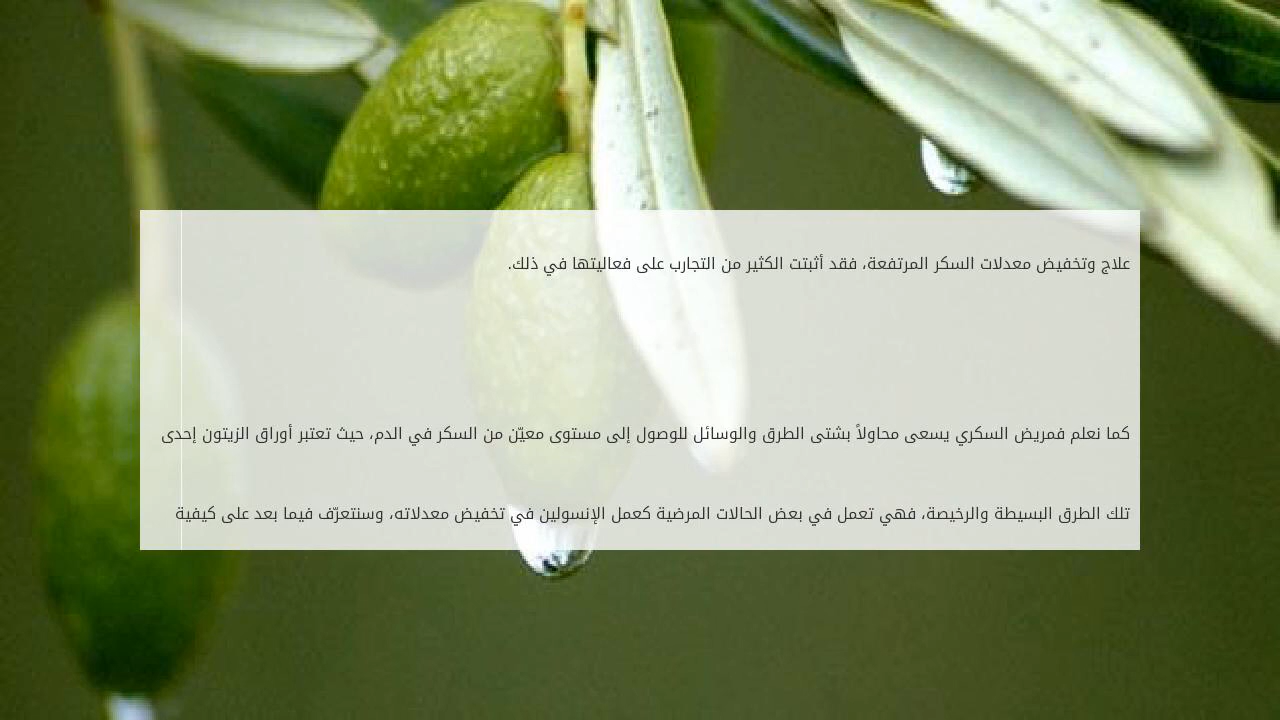 علاج وتخفيض معدلات السكر المرتفعة، فقد أثبتت الكثير من التجارب على فعاليتها في ذلك.
كما نعلم فمريض السكري يسعى محاولاً بشتى الطرق والوسائل للوصول إلى مستوى معيّن من السكر في الدم، حيث تعتبر أوراق الزيتون إحدى
تلك الطرق البسيطة والرخيصة، فهي تعمل في بعض الحالات المرضية كعمل الإنسولين في تخفيض معدلاته، وسنتعرّف فيما بعد على كيفية